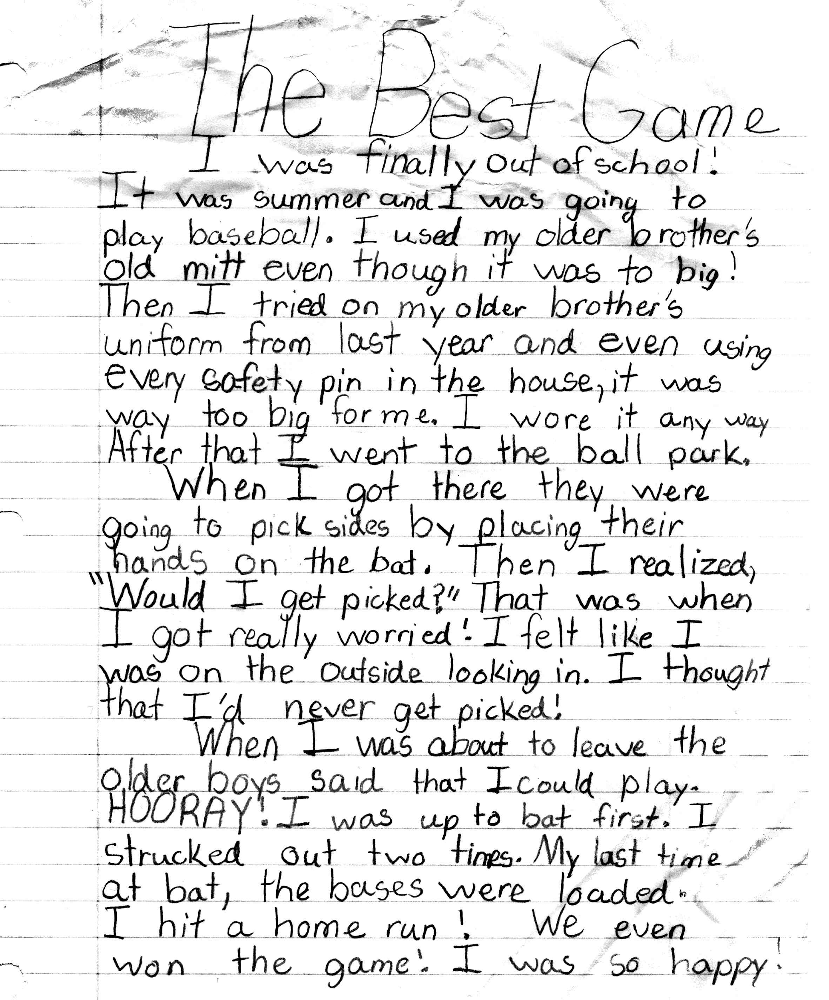 The Best Game
I was finally out of school!
It was summer and I was going to
play baseball. I used my older brother's
old mitt even though it was to big!
Then I tried on my older brother's
uniform from last year and even using
every safety pin in the house, it was
way too big for me. I wore it any way
After that I went to the ball park.
When I got there they were
going to pick sides by placing their
hands on the bat. Then I realized,
"Would I get picked?" That was when
I got really worried! I felt like I
was on the outside looking in. I thought
that I'd never get picked!
When I was about to leave the
older boys said that I could play.
HOORAY! I was up to bat first. I
strucked out two times. My last time
at bat, the bases were loaded.
I hit a home run! We even
won the game! I was so happy!